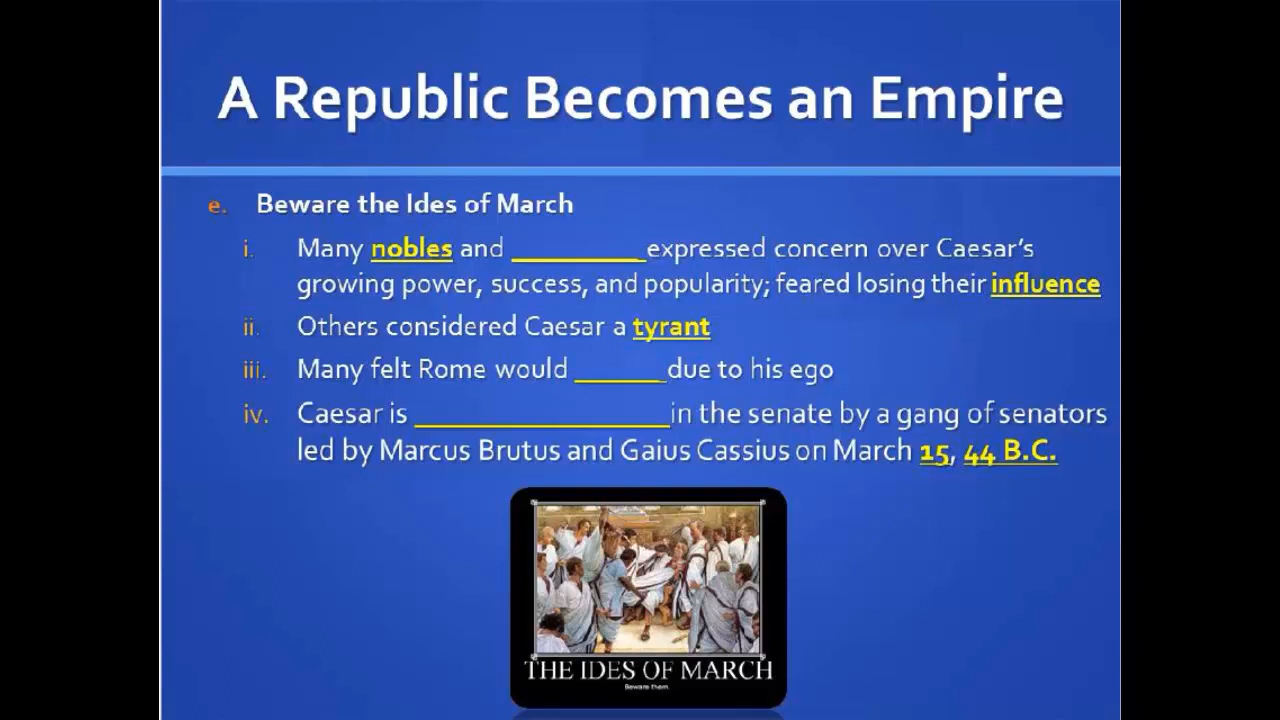 A Republic Becomes an Empire
e. Beware the Ides of March
i. Many nobles and _________ expressed concern over Caesar's
growing power, success, and popularity; feared losing their influence
ii. Others considered Caesar a tyrant
iii. Many felt Rome would ______ due to his ego
iv. Caesar is __________________ in the senate by a gang of senators
led by Marcus Brutus and Gaius Cassius on March 15, 44 B.C.
THE IDES OF MARCH
Beware them.